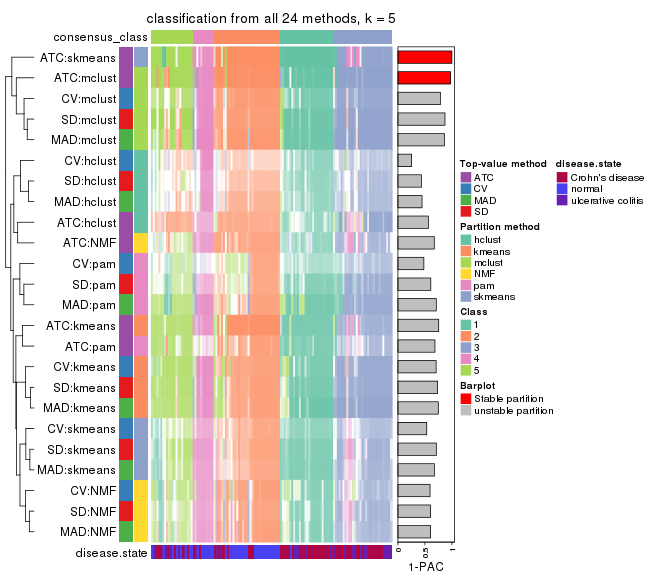 classification from all 24 methods, k = 5
consensus_class
ATC:skmeans
ATC:mclust
CV:mclust
SD:mclust
MAD:mclust
CV:hclust
SD:hclust
MAD:hclust
ATC:hclust
ATC:NMF
CV:pam
SD:pam
MAD:pam
ATC:kmeans
ATC:pam
CV:kmeans
SD:kmeans
MAD:kmeans
CV:skmeans
SD:skmeans
MAD:skmeans
CV:NMF
SD:NMF
MAD:NMF
disease.state
0
0.5
1
1-PAC
Top-value method
ATC
CV
MAD
SD
Partition method
hclust
kmeans
mclust
NMF
pam
skmeans
Class
1
2
3
4
5
Barplot
Stable partition
unstable partition
disease.state
Crohn's disease
normal
ulcerative colitis